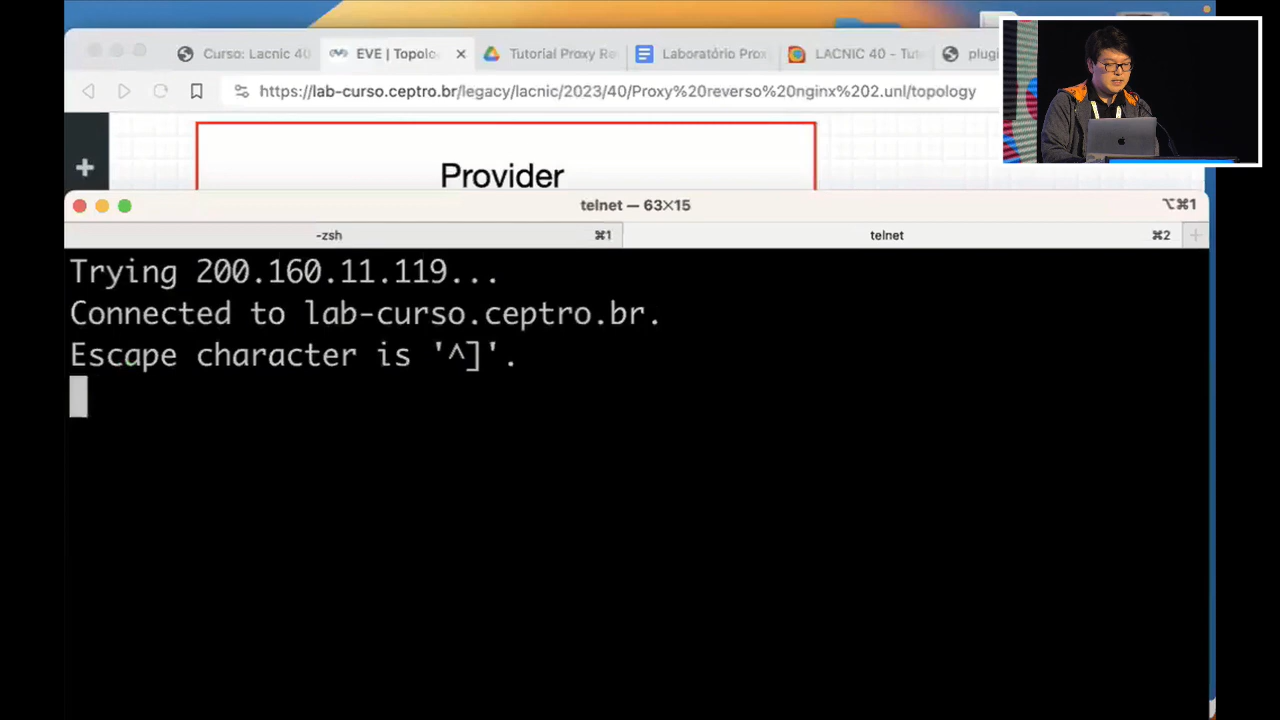 Curso: Lacnic 40
EVE | Topolo
Tutorial Proxy Re
Laboratório Prox
LACNIC 40 - Tut
plugi
https://lab-curso.ceptro.br/legacy/lacnic/2023/40/Proxy%20reverso%20nginx%202.unl/topology
Provider
telnet — 63×15
⌥⌘1
-zsh
⌘1
telnet
⌘2
Trying 200.160.11.119...
Connected to lab-curso.ceptro.br.
Escape character is '^]'.